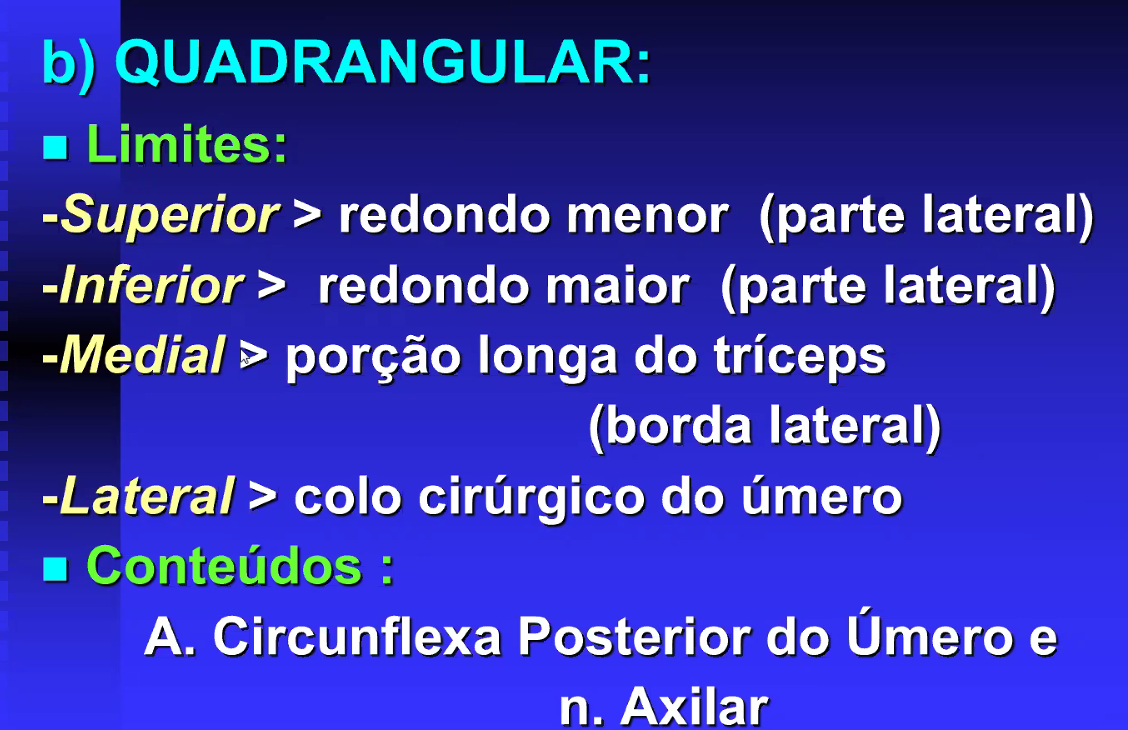 b) QUADRANGULAR:
Limites:
-Superior > redondo menor (parte lateral)
-Inferior > redondo maior (parte lateral)
-Medial > porção longa do tríceps
(borda lateral)
-Lateral > colo cirúrgico do úmero
Conteúdos :
A. Circunflexa Posterior do Úmero e
n. Axilar